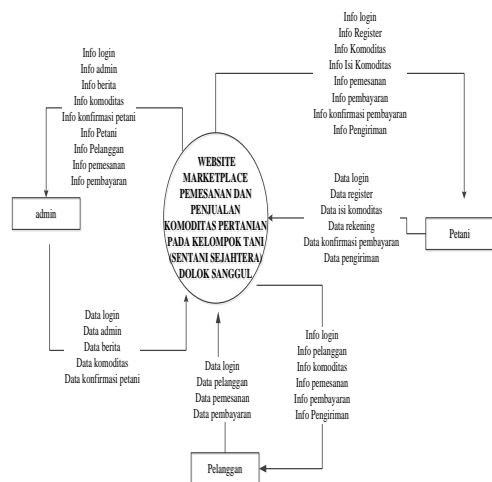 Info login
Info admin
Info berita
Info komoditas
Info konfirmasi petani
Info Petani
Info Pelanggan
Info pemesanan
Info pembayaran
Info login
Info Register
Info Komoditas
Info Isi Komoditas
Info pemesanan
Info pembayaran
Info konfirmasi pembayaran
Info Pengiriman
WEBSITE
MARKETPLACE
PEMESANAN DAN
PENJUALAN
KOMODITAS PERTANIAN
PADA KELOMPOK TANI
(SENTANI SEJAHTERA)
DOLOK SANGGUL
admin
Data login
Data register
Data isi komoditas
Data rekening
Data konfirmasi pembayaran
Data pengiriman
Petani
Data login
Data admin
Data berita
Data komoditas
Data konfirmasi petani
Data login
Data pelanggan
Data pemesanan
Data pembayaran
Info login
Info pelanggan
Info komoditas
Info pemesanan
Info pembayaran
Info Pengiriman
Pelanggan